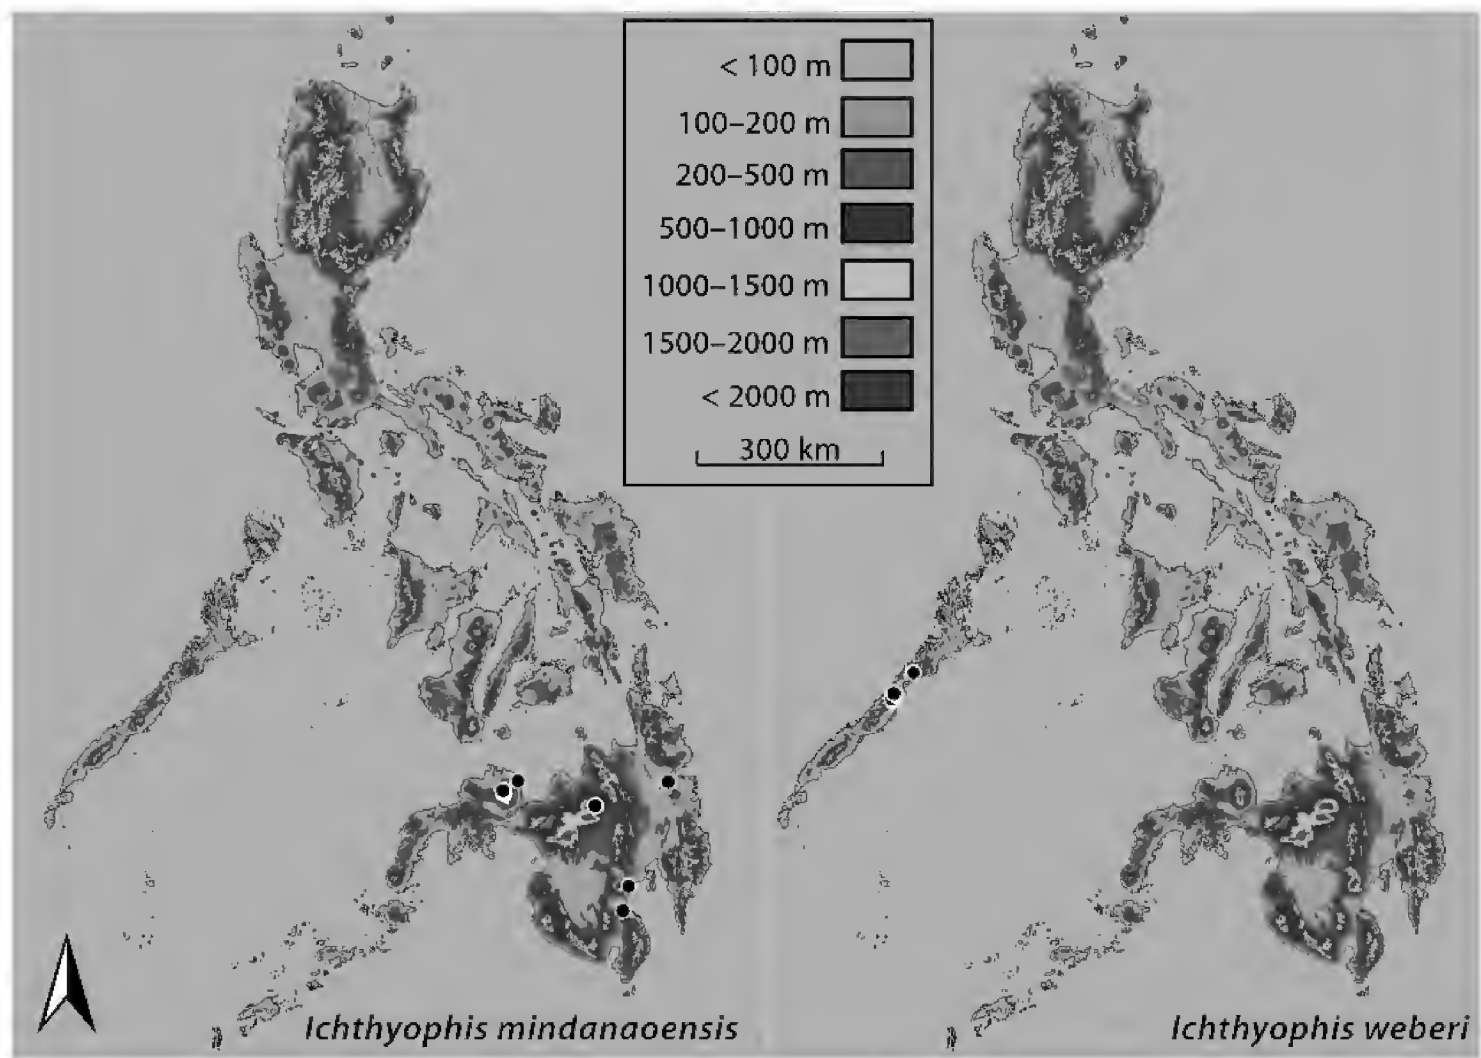 < 100 m
100–200 m
200–500 m
500–1000 m
1000–1500 m
1500–2000 m
< 2000 m
300 km
Ichthyophis mindanaoensis
Ichthyophis weberi